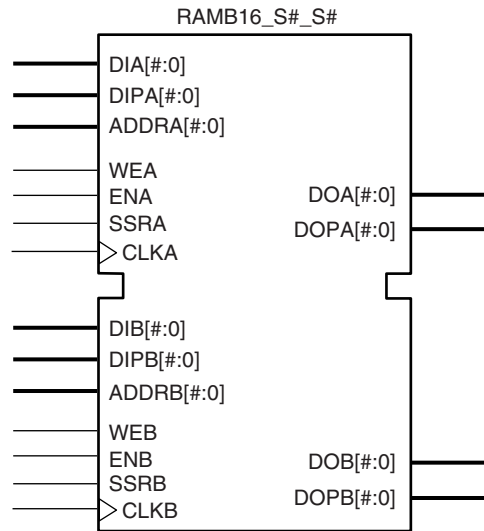 RAMB16_S#_S#
DIA[#:0]
DIPA[#:0]
ADDRA[#:0]
WEA
ENA
SSRA
CLKA
DOA[#:0]
DOPA[#:0]
DIB[#:0]
DIPB[#:0]
ADDRB[#:0]
WEB
ENB
SSRB
CLKB
DOB[#:0]
DOPB[#:0]